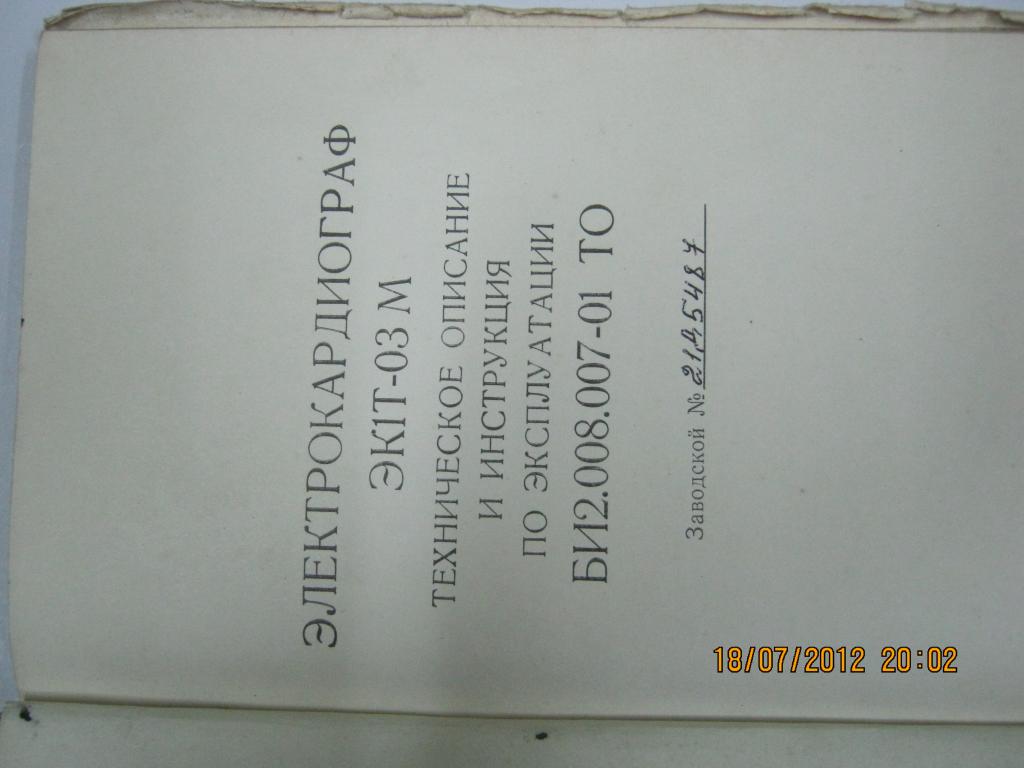 ЭЛЕКТРОКАРДИОГРАФ
ЭК1Т-03 М
ТЕХНИЧЕСКОЕ ОПИСАНИЕ
И ИНСТРУКЦИЯ
ПО ЭКСПЛУАТАЦИИ
БИ2.008.007-01 ТО
Заводской №
18/07/2012 20:02